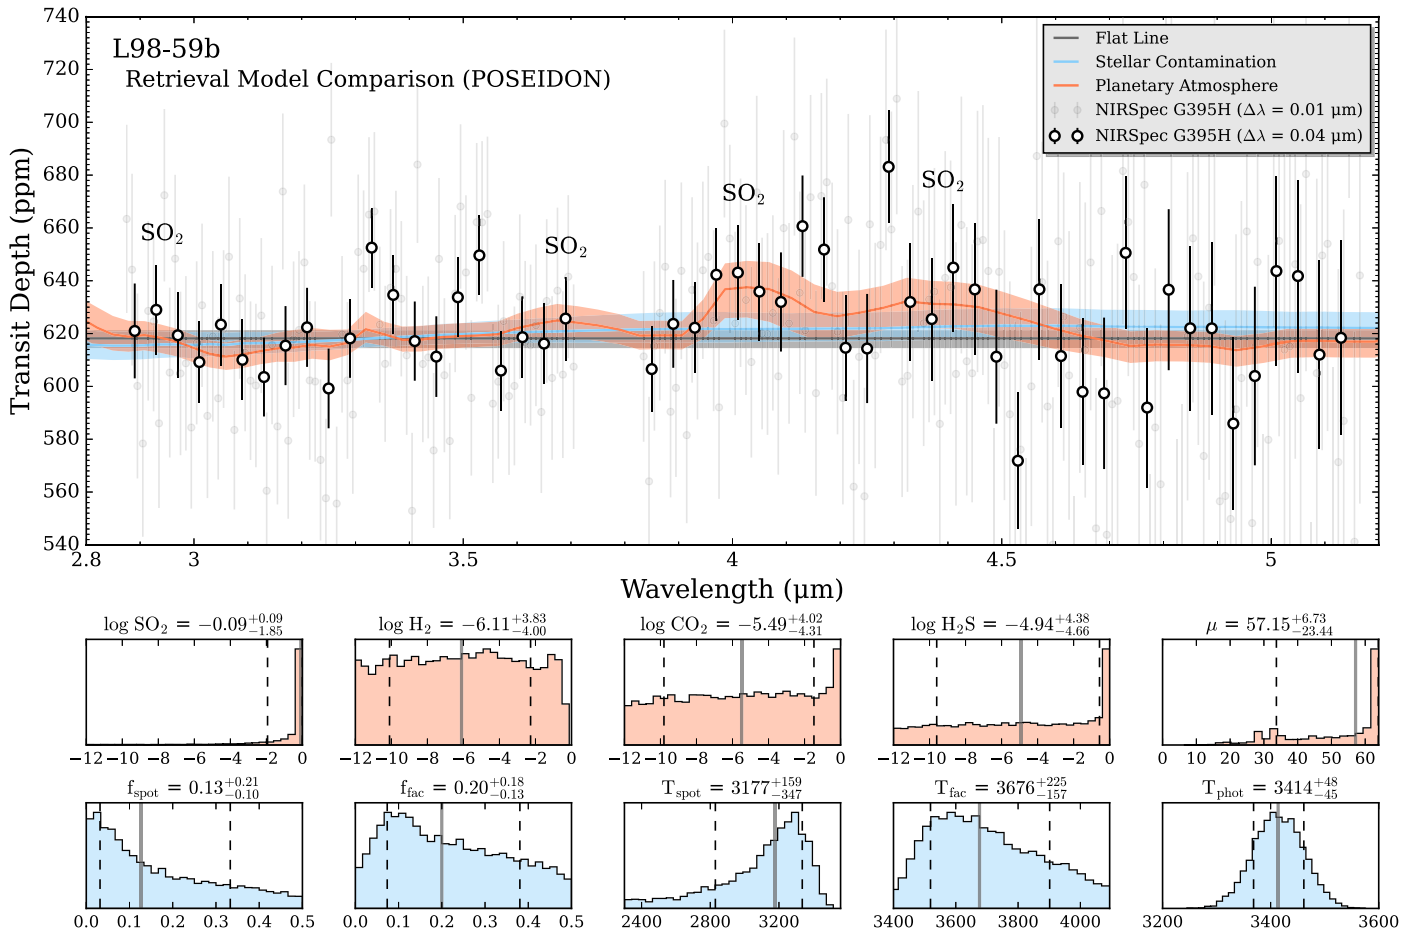 L98-59b
Retrieval Model Comparison (POSEIDON)
Flat Line
Stellar Contamination
Planetary Atmosphere
NIRSpec G395H (Δλ = 0.01 μm)
NIRSpec G395H (Δλ = 0.04 μm)
SO₂
SO₂
SO₂
SO₂
Transit Depth (ppm)
740
720
700
680
660
640
620
600
580
560
540
2.8
3
3.5
4
4.5
5
Wavelength (μm)
log SO₂ = −0.09 +0.09 −1.85
log H₂ = −6.11 +3.83 −4.00
log CO₂ = −5.49 +4.02 −4.31
log H₂S = −4.94 +4.38 −4.66
μ = 57.15 +6.73 −23.44
−12 −10 −8 −6 −4 −2 0
−12 −10 −8 −6 −4 −2 0
−12 −10 −8 −6 −4 −2 0
−12 −10 −8 −6 −4 −2 0
0 10 20 30 40 50 60
f_spot = 0.13 +0.21 −0.10
f_fac = 0.20 +0.18 −0.13
T_spot = 3177 +159 −347
T_fac = 3676 +225 −157
T_phot = 3414 +48 −45
0.0 0.1 0.2 0.3 0.4 0.5
0.0 0.1 0.2 0.3 0.4 0.5
2400 2800 3200
3400 3600 3800 4000
3200 3400 3600